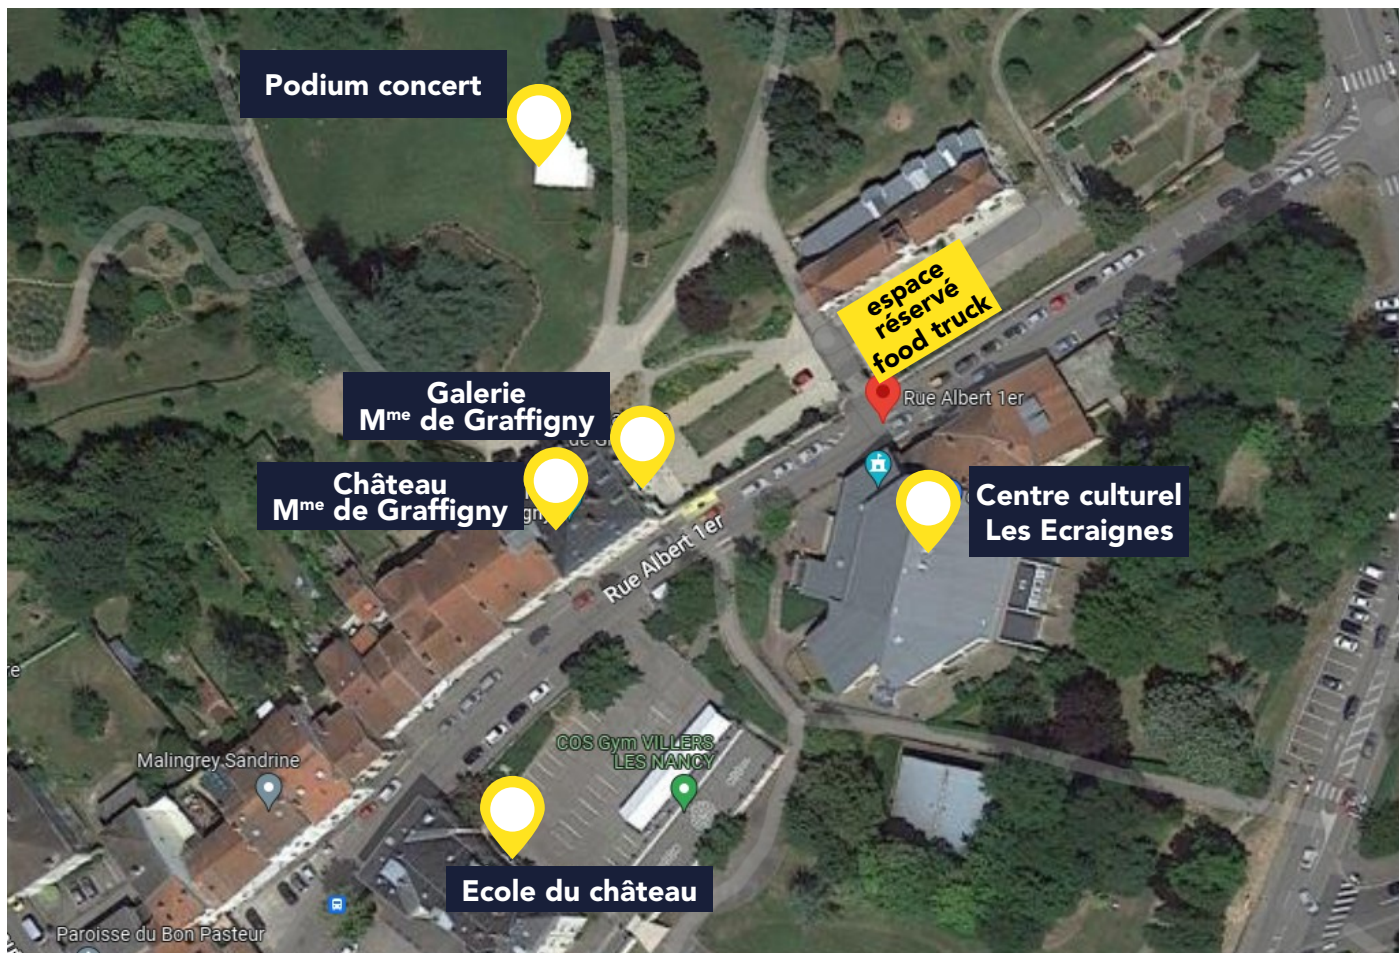 Podium concert
espace
réservé
food truck
Rue Albert 1er
Galerie
Mᵐᵉ de Graffigny
de G
Château
Mᵐᵉ de Graffigny
Centre culturel
Les Ecraignes
Rue Albert 1er
COS Gym VILLERS
LES NANCY
Malingrey Sandrine
Ecole du château
Paroisse du Bon Pasteur